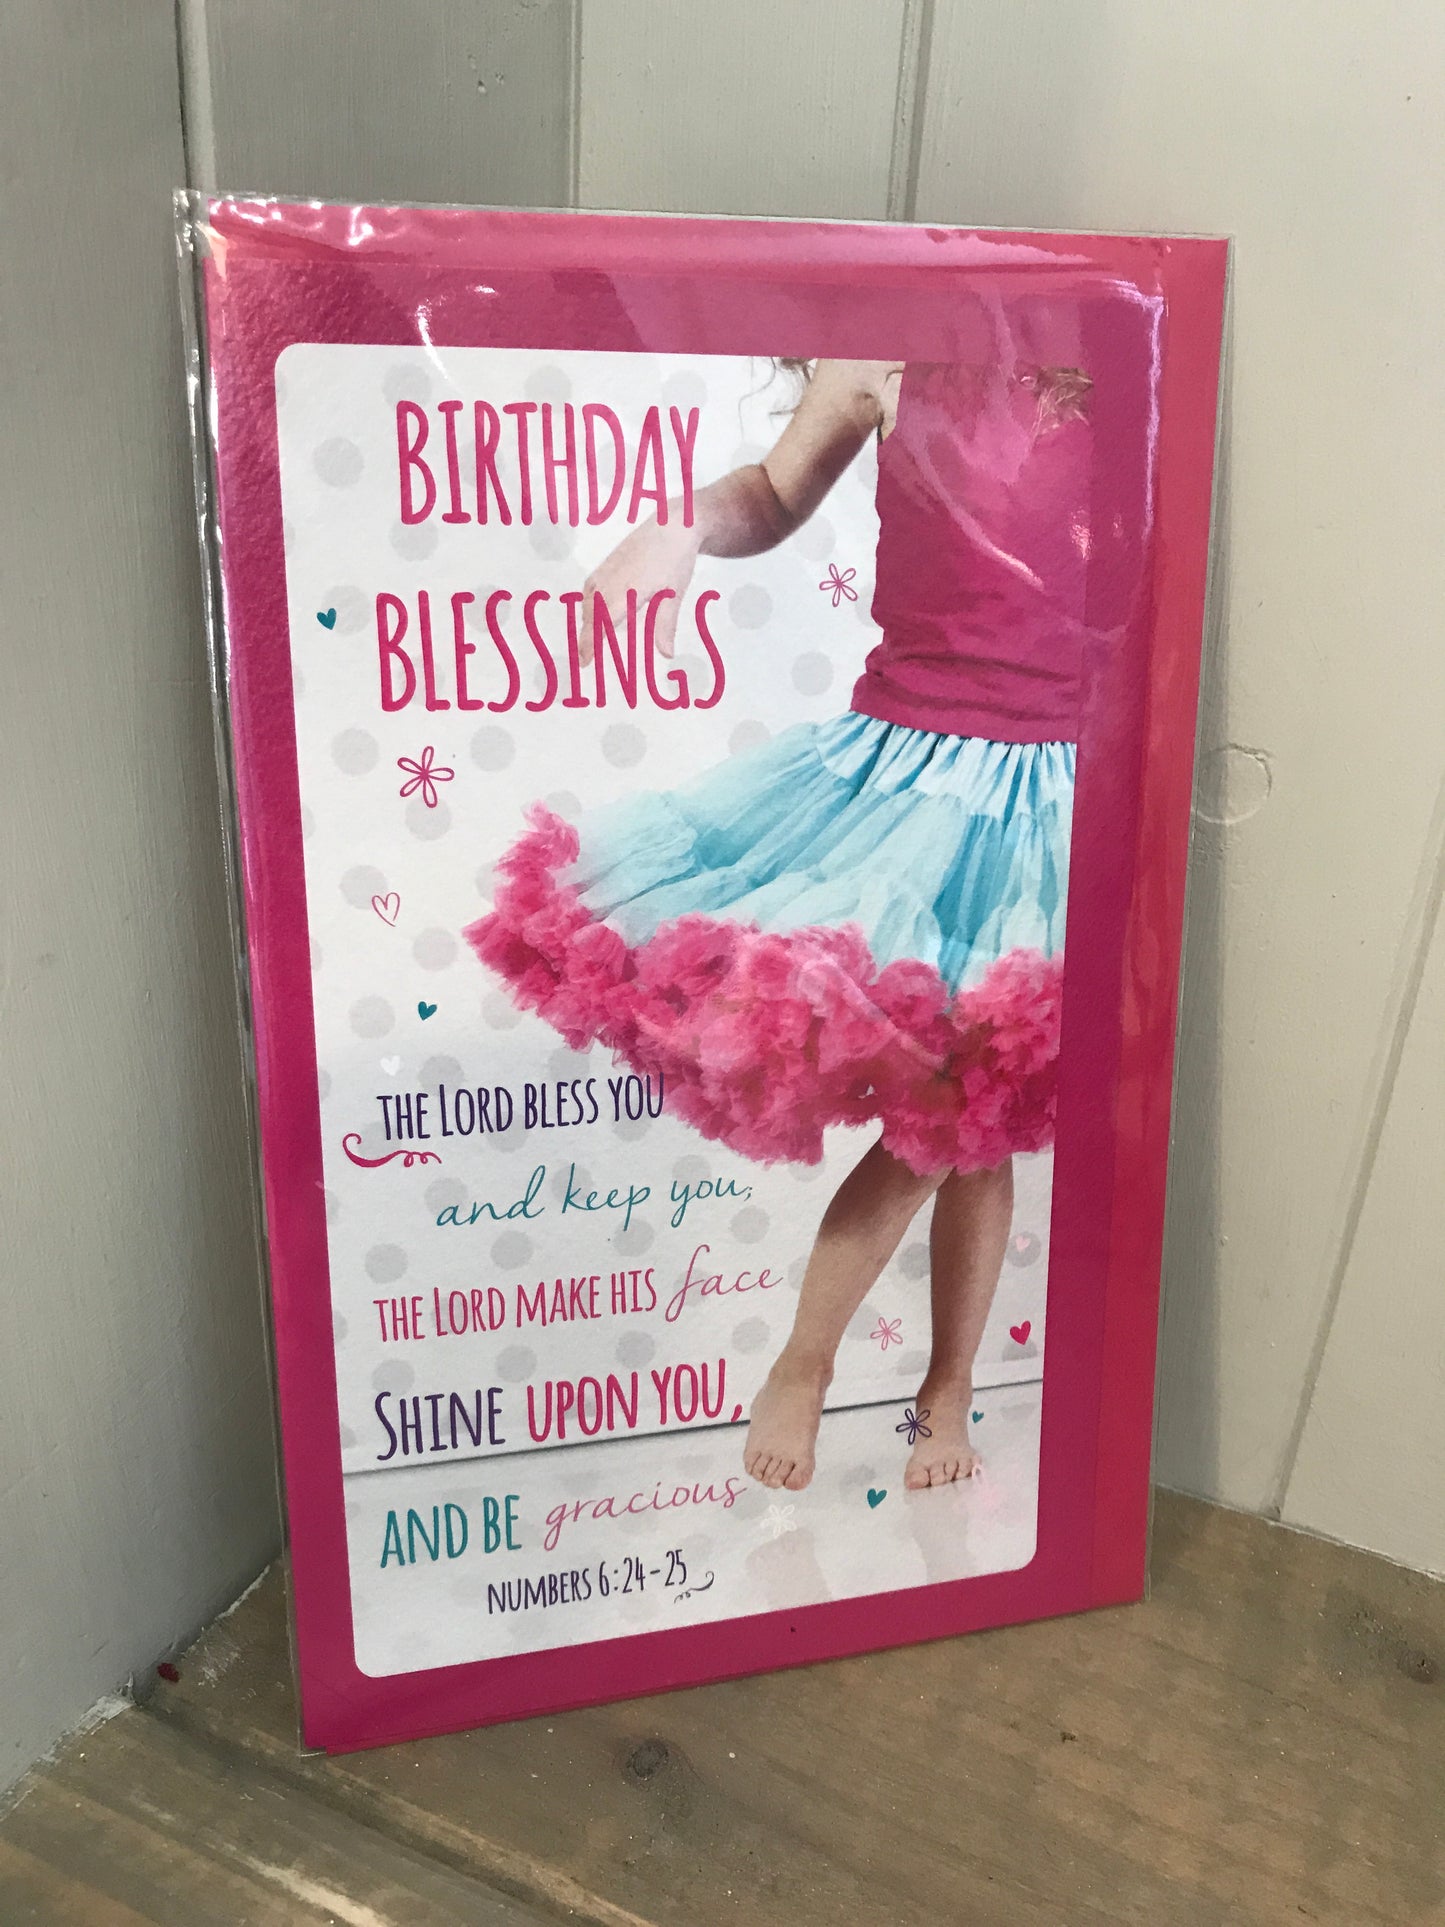 BIRTHDAY
BLESSINGS
THE LORD BLESS YOU
and keep you;
THE LORD MAKE HIS face
SHINE UPON YOU,
AND BE gracious
NUMBERS 6:24-25